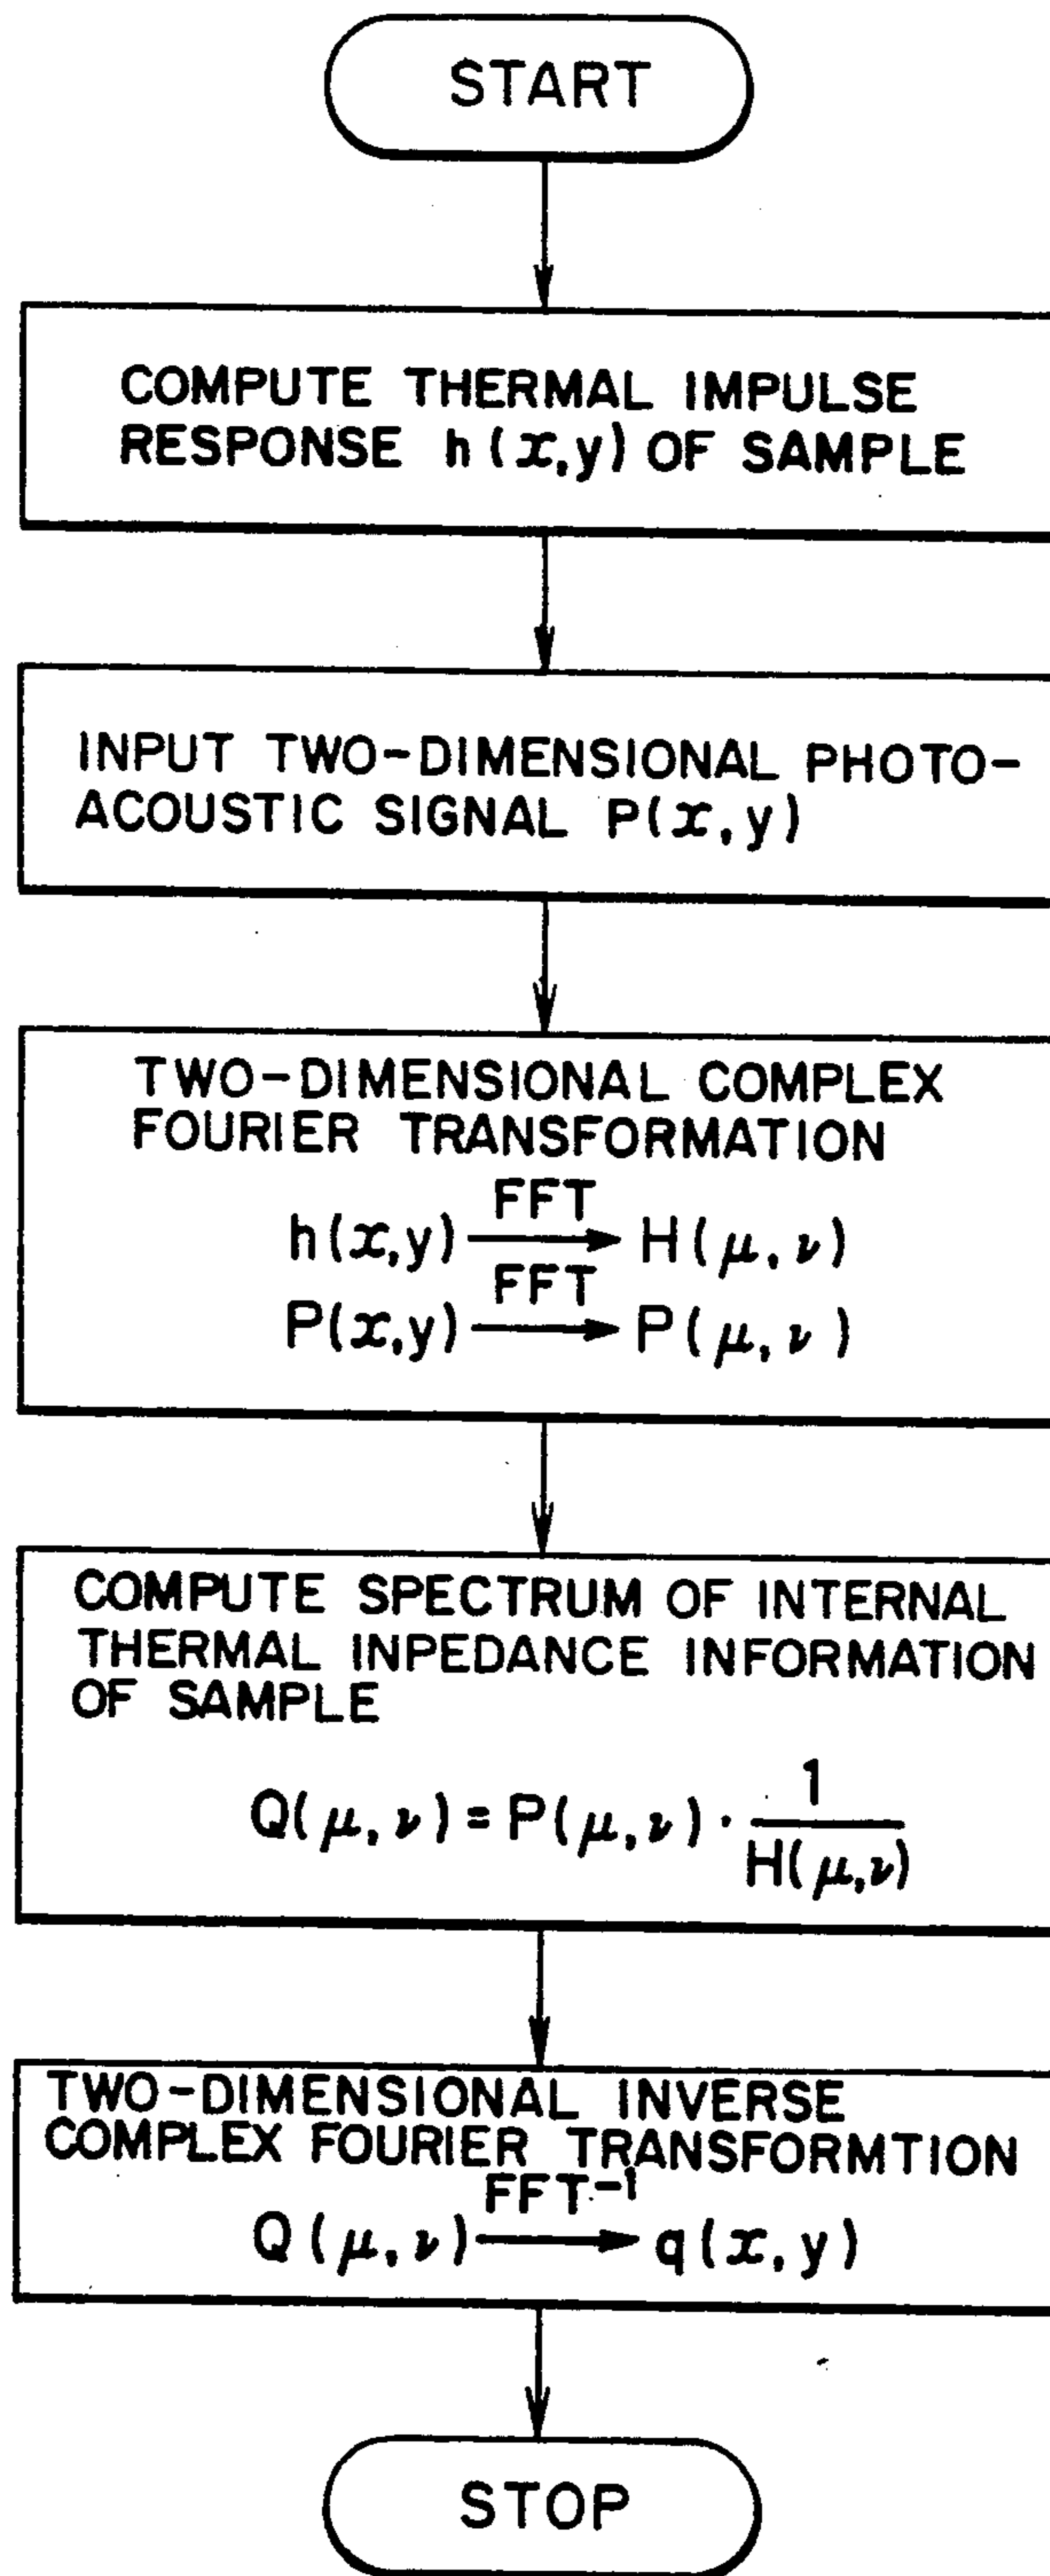 START
COMPUTE THERMAL IMPULSE
RESPONSE h(x,y) OF SAMPLE
INPUT TWO-DIMENSIONAL PHOTO-
ACOUSTIC SIGNAL P(x,y)
TWO-DIMENSIONAL COMPLEX
FOURIER TRANSFORMATION
FFT
h(x,y) → H(μ,ν)
FFT
P(x,y) → P(μ,ν)
COMPUTE SPECTRUM OF INTERNAL
THERMAL INPEDANCE INFORMATION
OF SAMPLE
Q(μ,ν) = P(μ,ν) · 1 / H(μ,ν)
TWO-DIMENSIONAL INVERSE
COMPLEX FOURIER TRANSFORMTION
FFT⁻¹
Q(μ,ν) → q(x,y)
STOP